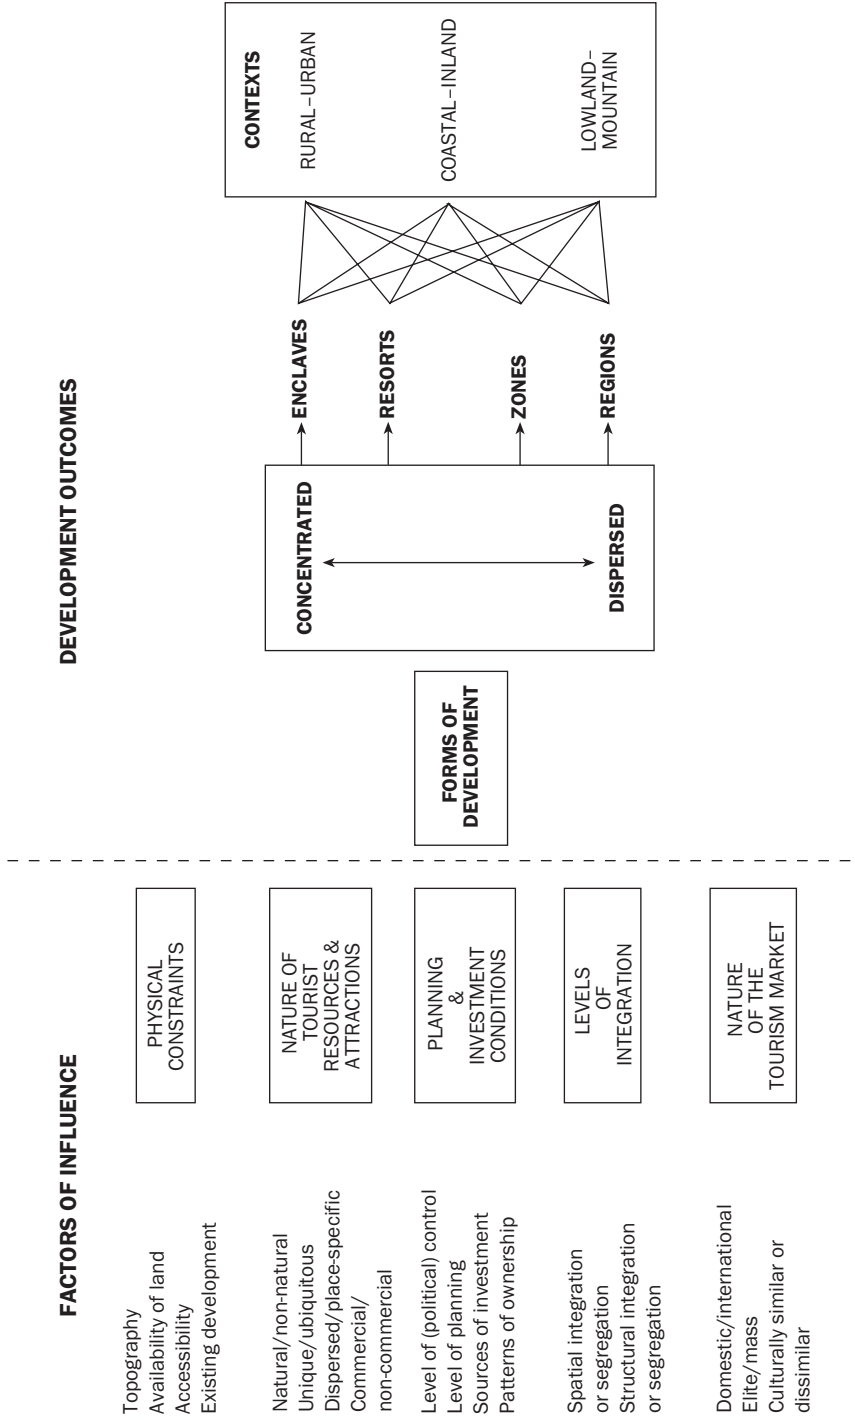 FACTORS OF INFLUENCE
Topography
Availability of land
Accessibility
Existing development
PHYSICAL
CONSTRAINTS
Natural/non-natural
Unique/ubiquitous
Dispersed/place-specific
Commercial/
non-commercial
NATURE OF
TOURIST
RESOURCES &
ATTRACTIONS
Level of (political) control
Level of planning
Sources of investment
Patterns of ownership
PLANNING
&
INVESTMENT
CONDITIONS
Spatial integration
or segregation
Structural integration
or segregation
LEVELS
OF
INTEGRATION
Domestic/international
Elite/mass
Culturally similar or
dissimilar
NATURE
OF THE
TOURISM MARKET
DEVELOPMENT OUTCOMES
FORMS OF
DEVELOPMENT
CONCENTRATED
DISPERSED
ENCLAVES
RESORTS
ZONES
REGIONS
CONTEXTS
RURAL–URBAN
COASTAL–INLAND
LOWLAND–
MOUNTAIN